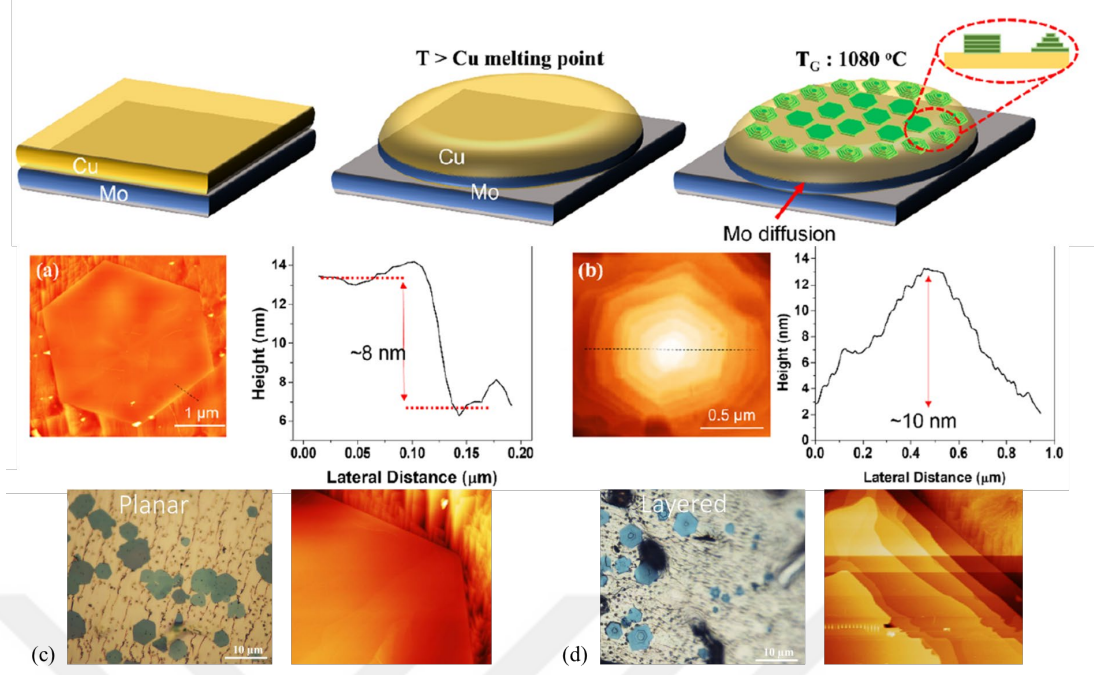 T > Cu melting point
T_G : 1080 °C
Cu
Mo
Cu
Mo
Mo diffusion
(a)
1 μm
Height (nm)
14
12
10
8
6
~8 nm
0.00 0.05 0.10 0.15 0.20
Lateral Distance (μm)
(b)
0.5 μm
Height (nm)
14
12
10
8
6
4
2
0
~10 nm
0.0 0.2 0.4 0.6 0.8 1.0
Lateral Distance (μm)
(c)
Planar
10 μm
(d)
Layered
10 μm